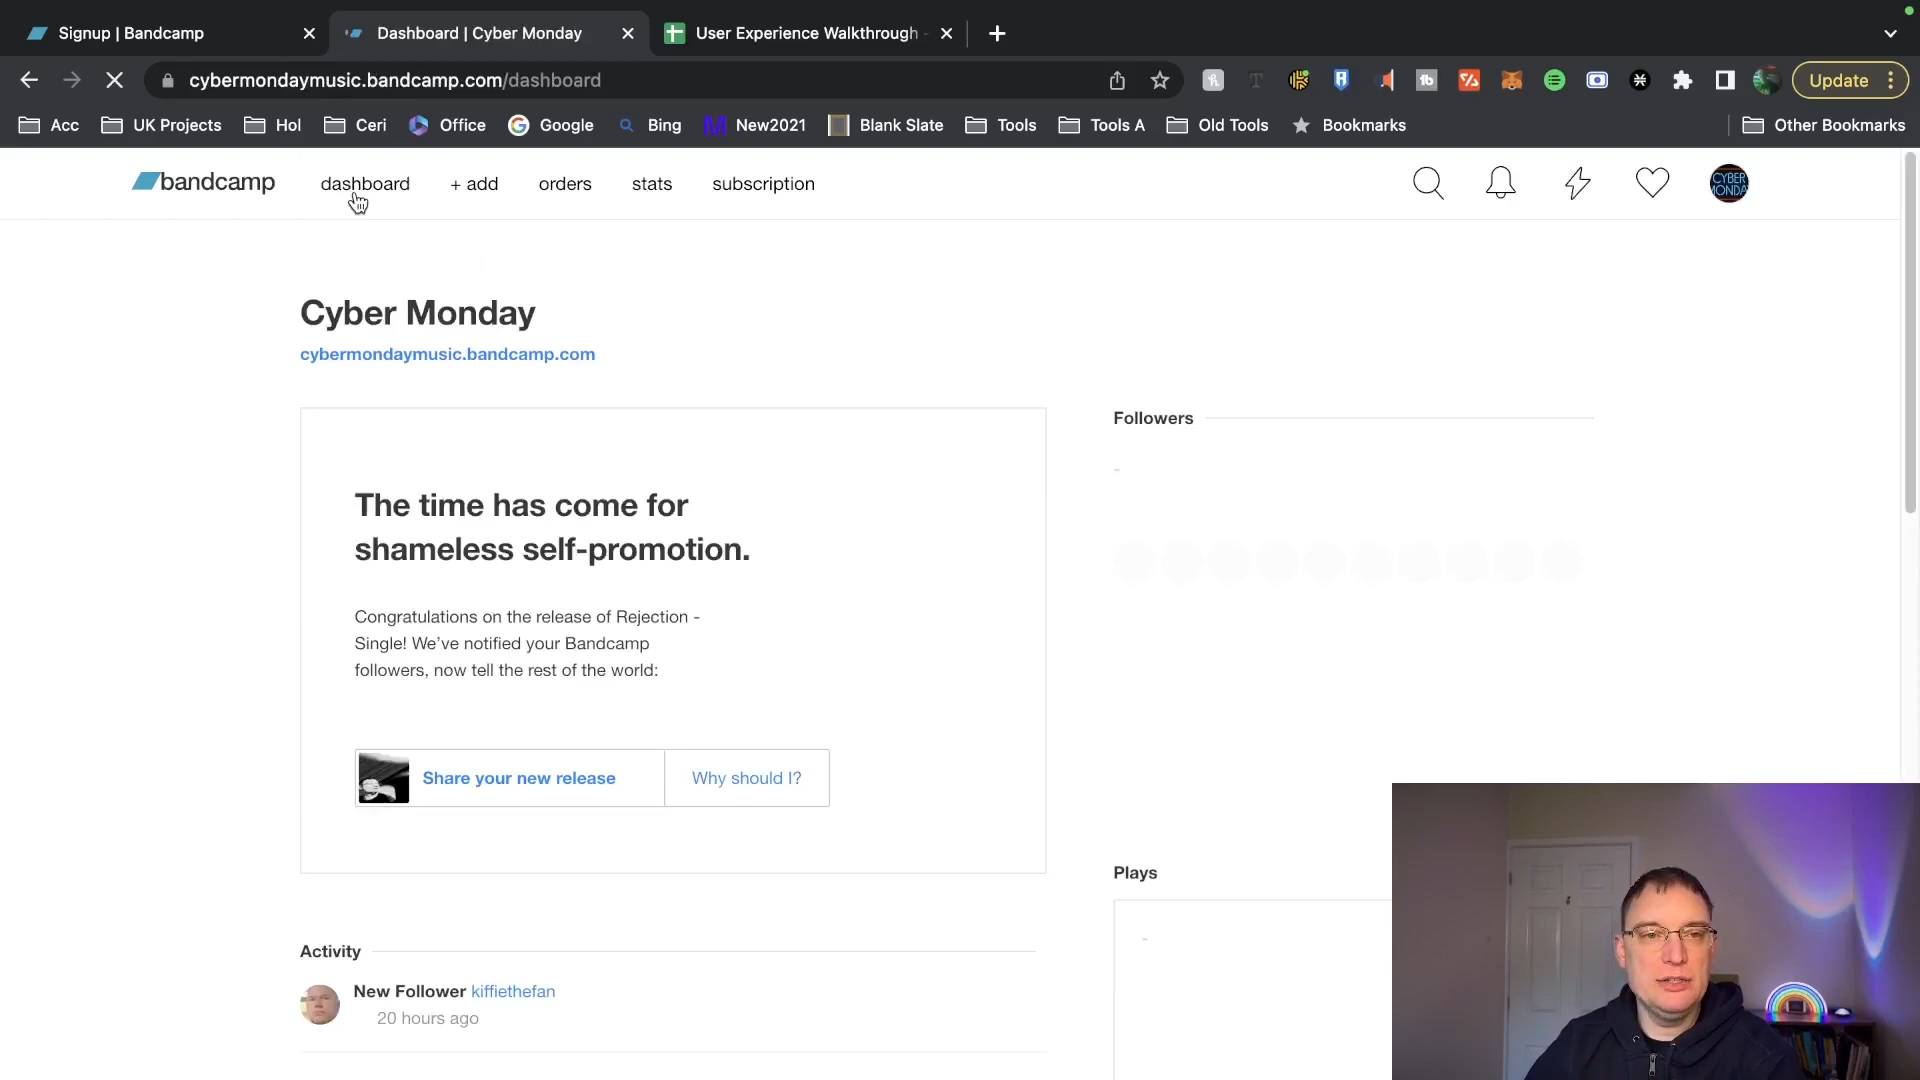 Signup | Bandcamp
Dashboard | Cyber Monday
User Experience Walkthrough -
cybermondaymusic.bandcamp.com/dashboard
Update
Acc
UK Projects
Hol
Ceri
Office
Google
Bing
New2021
Blank Slate
Tools
Tools A
Old Tools
Bookmarks
Other Bookmarks
bandcamp
dashboard
+ add
orders
stats
subscription
CYBER
MONDAY
Cyber Monday
cybermondaymusic.bandcamp.com
The time has come for
shameless self-promotion.
Congratulations on the release of Rejection -
Single! We've notified your Bandcamp
followers, now tell the rest of the world:
Share your new release
Why should I?
Followers
-
Plays
-
Activity
New Follower kiffiethefan
20 hours ago